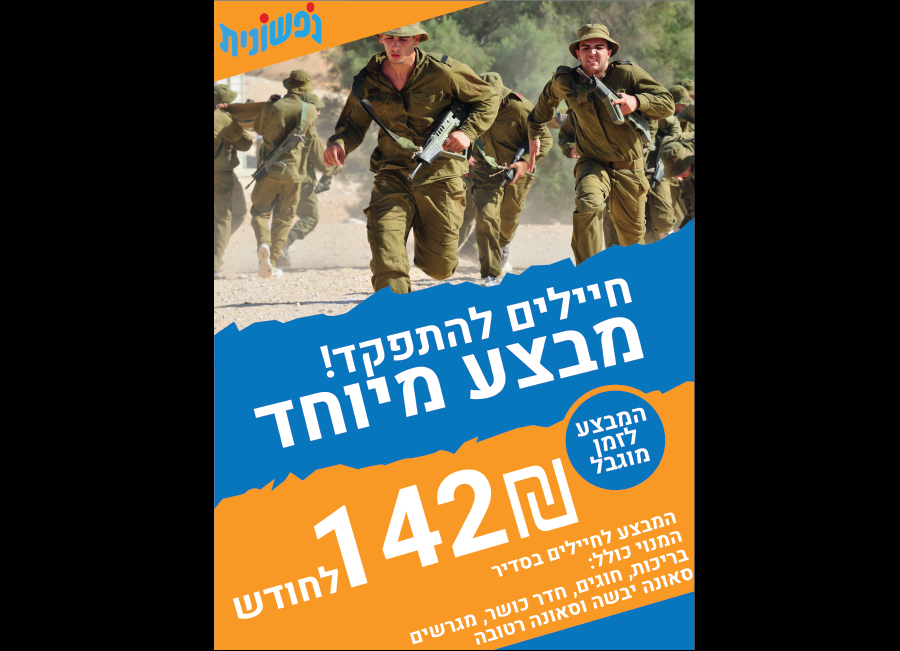 נפשונית
חיילים להתפקד!
מבצע מיוחד
המבצע
לזמן
מוגבל
₪142 לחודש
המבצע לחיילים בסדיר
המנוי כולל:
בריכות, חוגים, חדר כושר, מגרשים
סאונה יבשה וסאונה רטובה